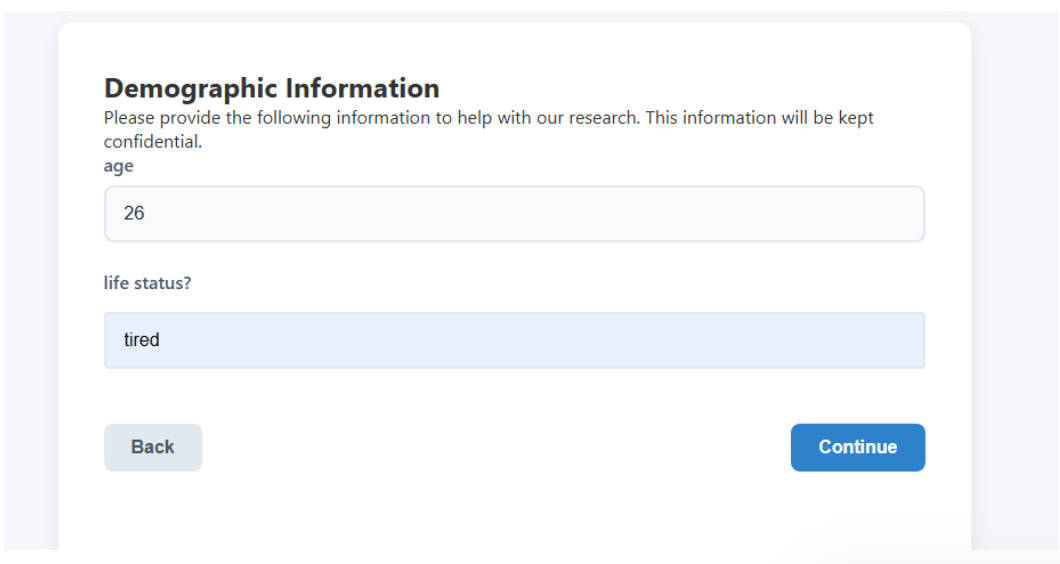 Demographic Information
Please provide the following information to help with our research. This information will be kept
confidential.
age
26
life status?
tired
Back
Continue